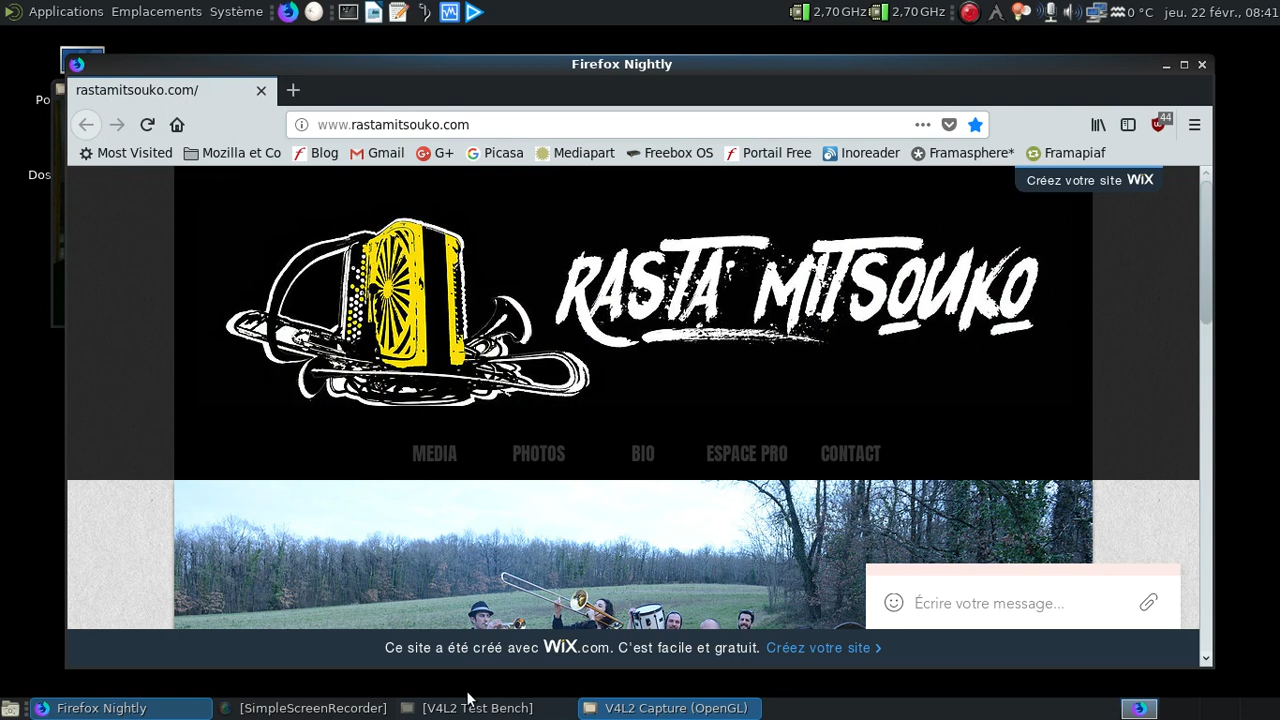 Applications Emplacements Système 2,70 GHz 2,70 GHz 0 °C jeu. 22 févr., 08:41
Firefox Nightly
rastamitsouko.com/
www.rastamitsouko.com
44
Most Visited Mozilla et Co Blog Gmail G+ Picasa Mediapart Freebox OS Portail Free Inoreader Framasphere* Framapiaf
Po
Dos
Créez votre site WiX
RASTA MITSOUKO
MEDIA PHOTOS BIO ESPACE PRO CONTACT
Écrire votre message...
Ce site a été créé avec WiX.com. C'est facile et gratuit. Créez votre site >
Firefox Nightly [SimpleScreenRecorder] [V4L2 Test Bench] V4L2 Capture (OpenGL)